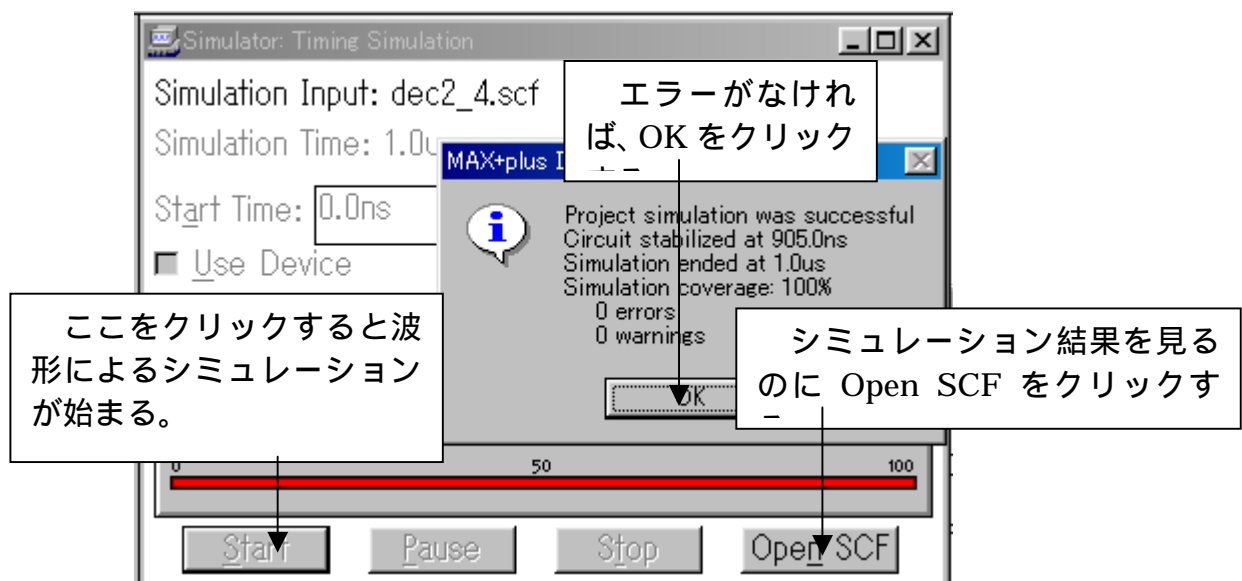 Simulator: Timing Simulation
Simulation Input: dec2_4.scf
エラーがなけれ
ば、OK をクリック
Simulation Time: 1.0u
MAX+plus I
Start Time: 0.0ns
Project simulation was successful
Circuit stabilized at 905.0ns
Simulation ended at 1.0us
Simulation coverage: 100%
0 errors
0 warnings
Use Device
ここをクリックすると波
形によるシミュレーション
が始まる。
シミュレーション結果を見る
のに Open SCF をクリックす
OK
0 50 100
Start Pause Stop Open SCF